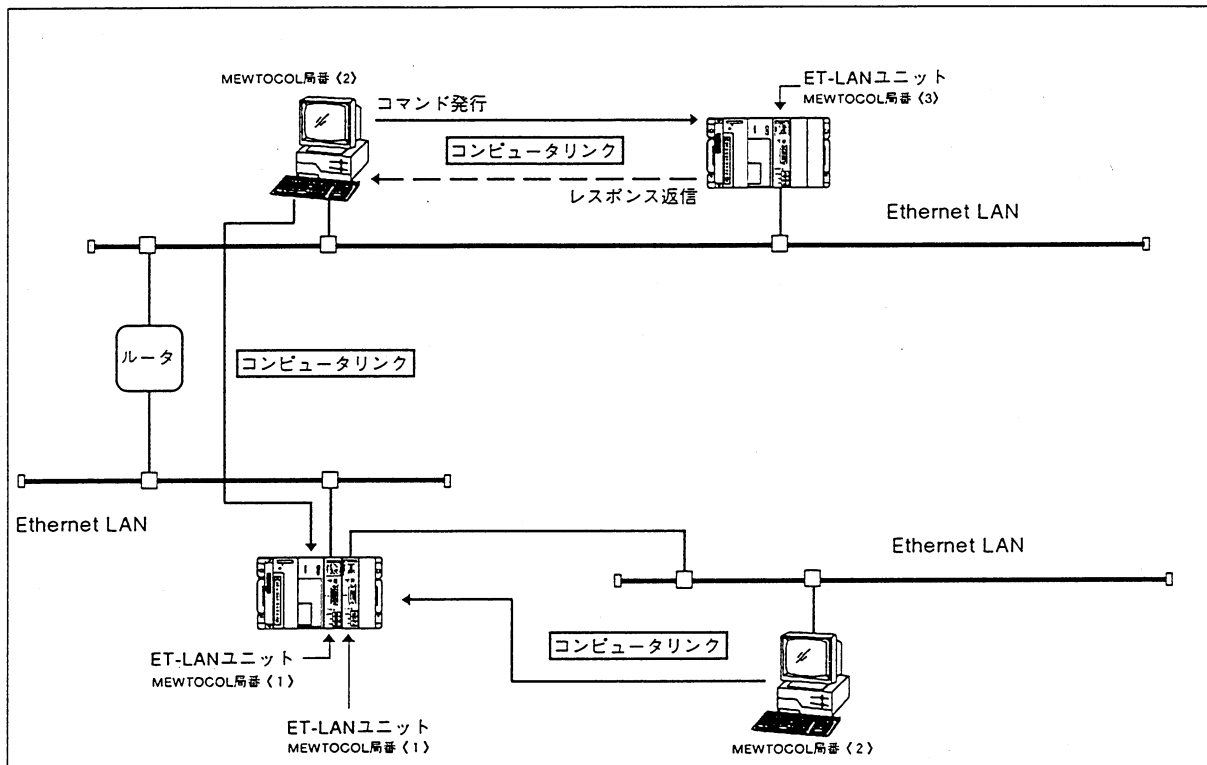 MEWTOCOL局番〈2〉
コマンド発行
ET-LANユニット
MEWTOCOL局番〈3〉
コンピュータリンク
レスポンス返信
Ethernet LAN
ルータ
コンピュータリンク
Ethernet LAN
Ethernet LAN
ET-LANユニット
MEWTOCOL局番〈1〉
コンピュータリンク
ET-LANユニット
MEWTOCOL局番〈1〉
MEWTOCOL局番〈2〉